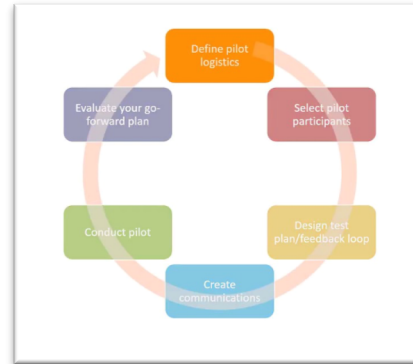 Define pilot
logistics
Select pilot
participants
Design test
plan/feedback loop
Create
communications
Conduct pilot
Evaluate your go-
forward plan